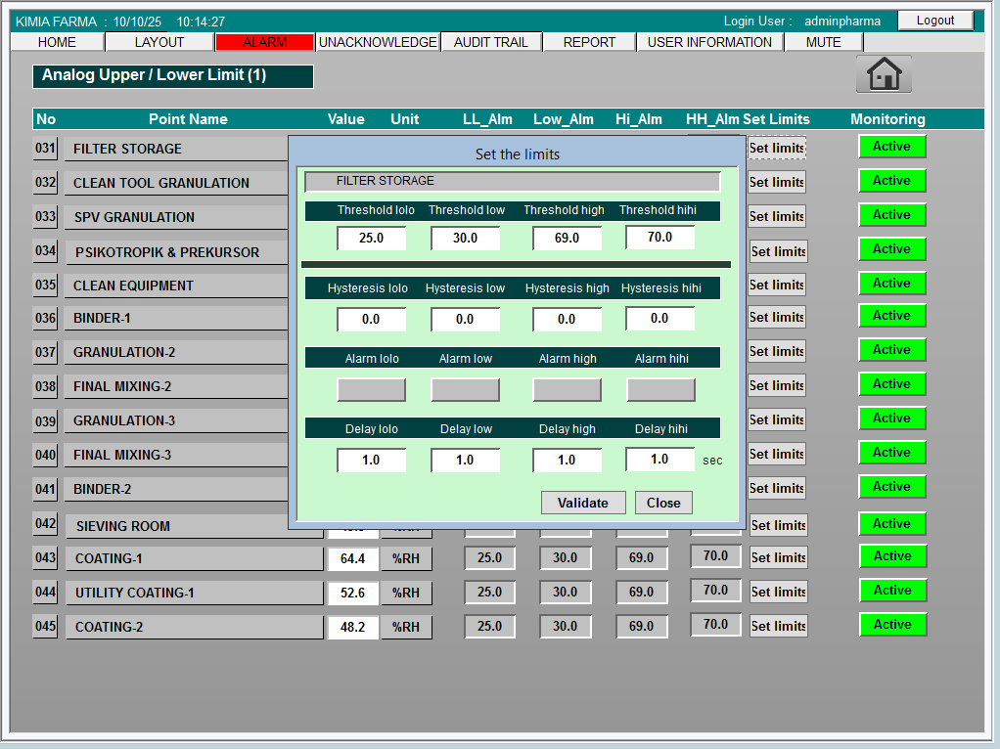 KIMIA FARMA : 10/10/25 10:14:27 Login User : adminpharma Logout
HOME LAYOUT ALARM UNACKNOWLEDGE AUDIT TRAIL REPORT USER INFORMATION MUTE
Analog Upper / Lower Limit (1)
No Point Name Value Unit LL_Alm Low_Alm Hi_Alm HH_Alm Set Limits Monitoring
031 FILTER STORAGE Set limits Active
032 CLEAN TOOL GRANULATION Set limits Active
033 SPV GRANULATION Set limits Active
034 PSIKOTROPIK & PREKURSOR Set limits Active
035 CLEAN EQUIPMENT Set limits Active
036 BINDER-1 Set limits Active
037 GRANULATION-2 Set limits Active
038 FINAL MIXING-2 Set limits Active
039 GRANULATION-3 Set limits Active
040 FINAL MIXING-3 Set limits Active
041 BINDER-2 Set limits Active
042 SIEVING ROOM Set limits Active
043 COATING-1 64.4 %RH 25.0 30.0 69.0 70.0 Set limits Active
044 UTILITY COATING-1 52.6 %RH 25.0 30.0 69.0 70.0 Set limits Active
045 COATING-2 48.2 %RH 25.0 30.0 69.0 70.0 Set limits Active
Set the limits
FILTER STORAGE
Threshold lolo Threshold low Threshold high Threshold hihi
25.0 30.0 69.0 70.0
Hysteresis lolo Hysteresis low Hysteresis high Hysteresis hihi
0.0 0.0 0.0 0.0
Alarm lolo Alarm low Alarm high Alarm hihi
Delay lolo Delay low Delay high Delay hihi
1.0 1.0 1.0 1.0 sec
Validate Close